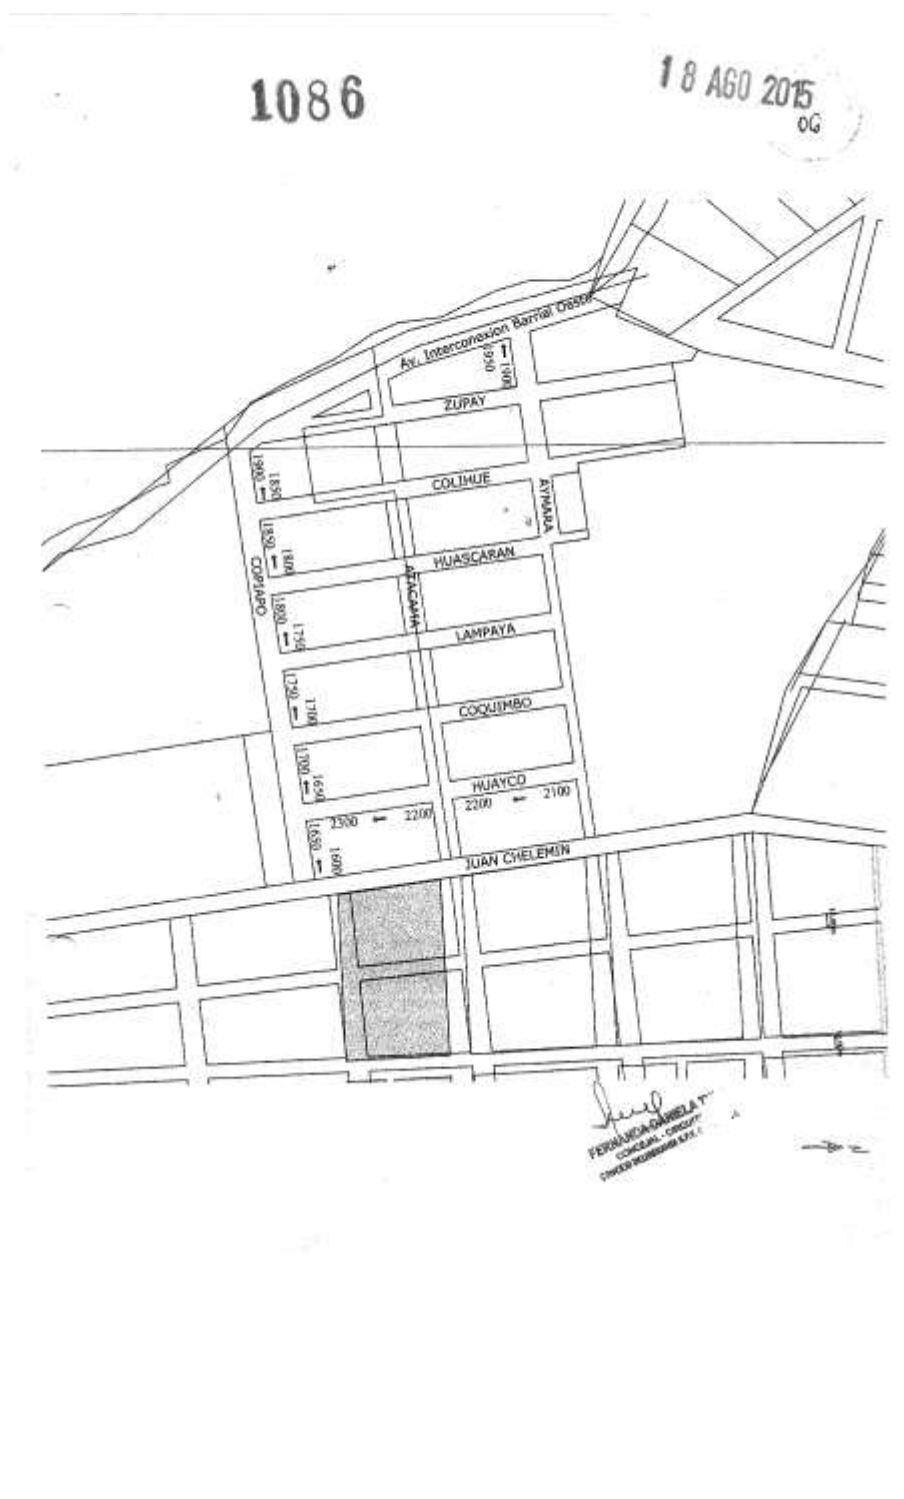 1086
18 AGO 2015
OG
Av. Interconexion Barrial Oeste
1950
1900
ZUPAY
1900
1850
COLIHUE
AYMARA
1850
1800
HUASCARAN
COPIAPO
ATACAMA
1800
1750
LAMPAYA
1750
1700
COQUIMBO
1700
1650
HUAYCO
2200
2100
2300
2200
1650
1600
JUAN CHELEMIN
FERNANDA DANIELA
CONCEJAL